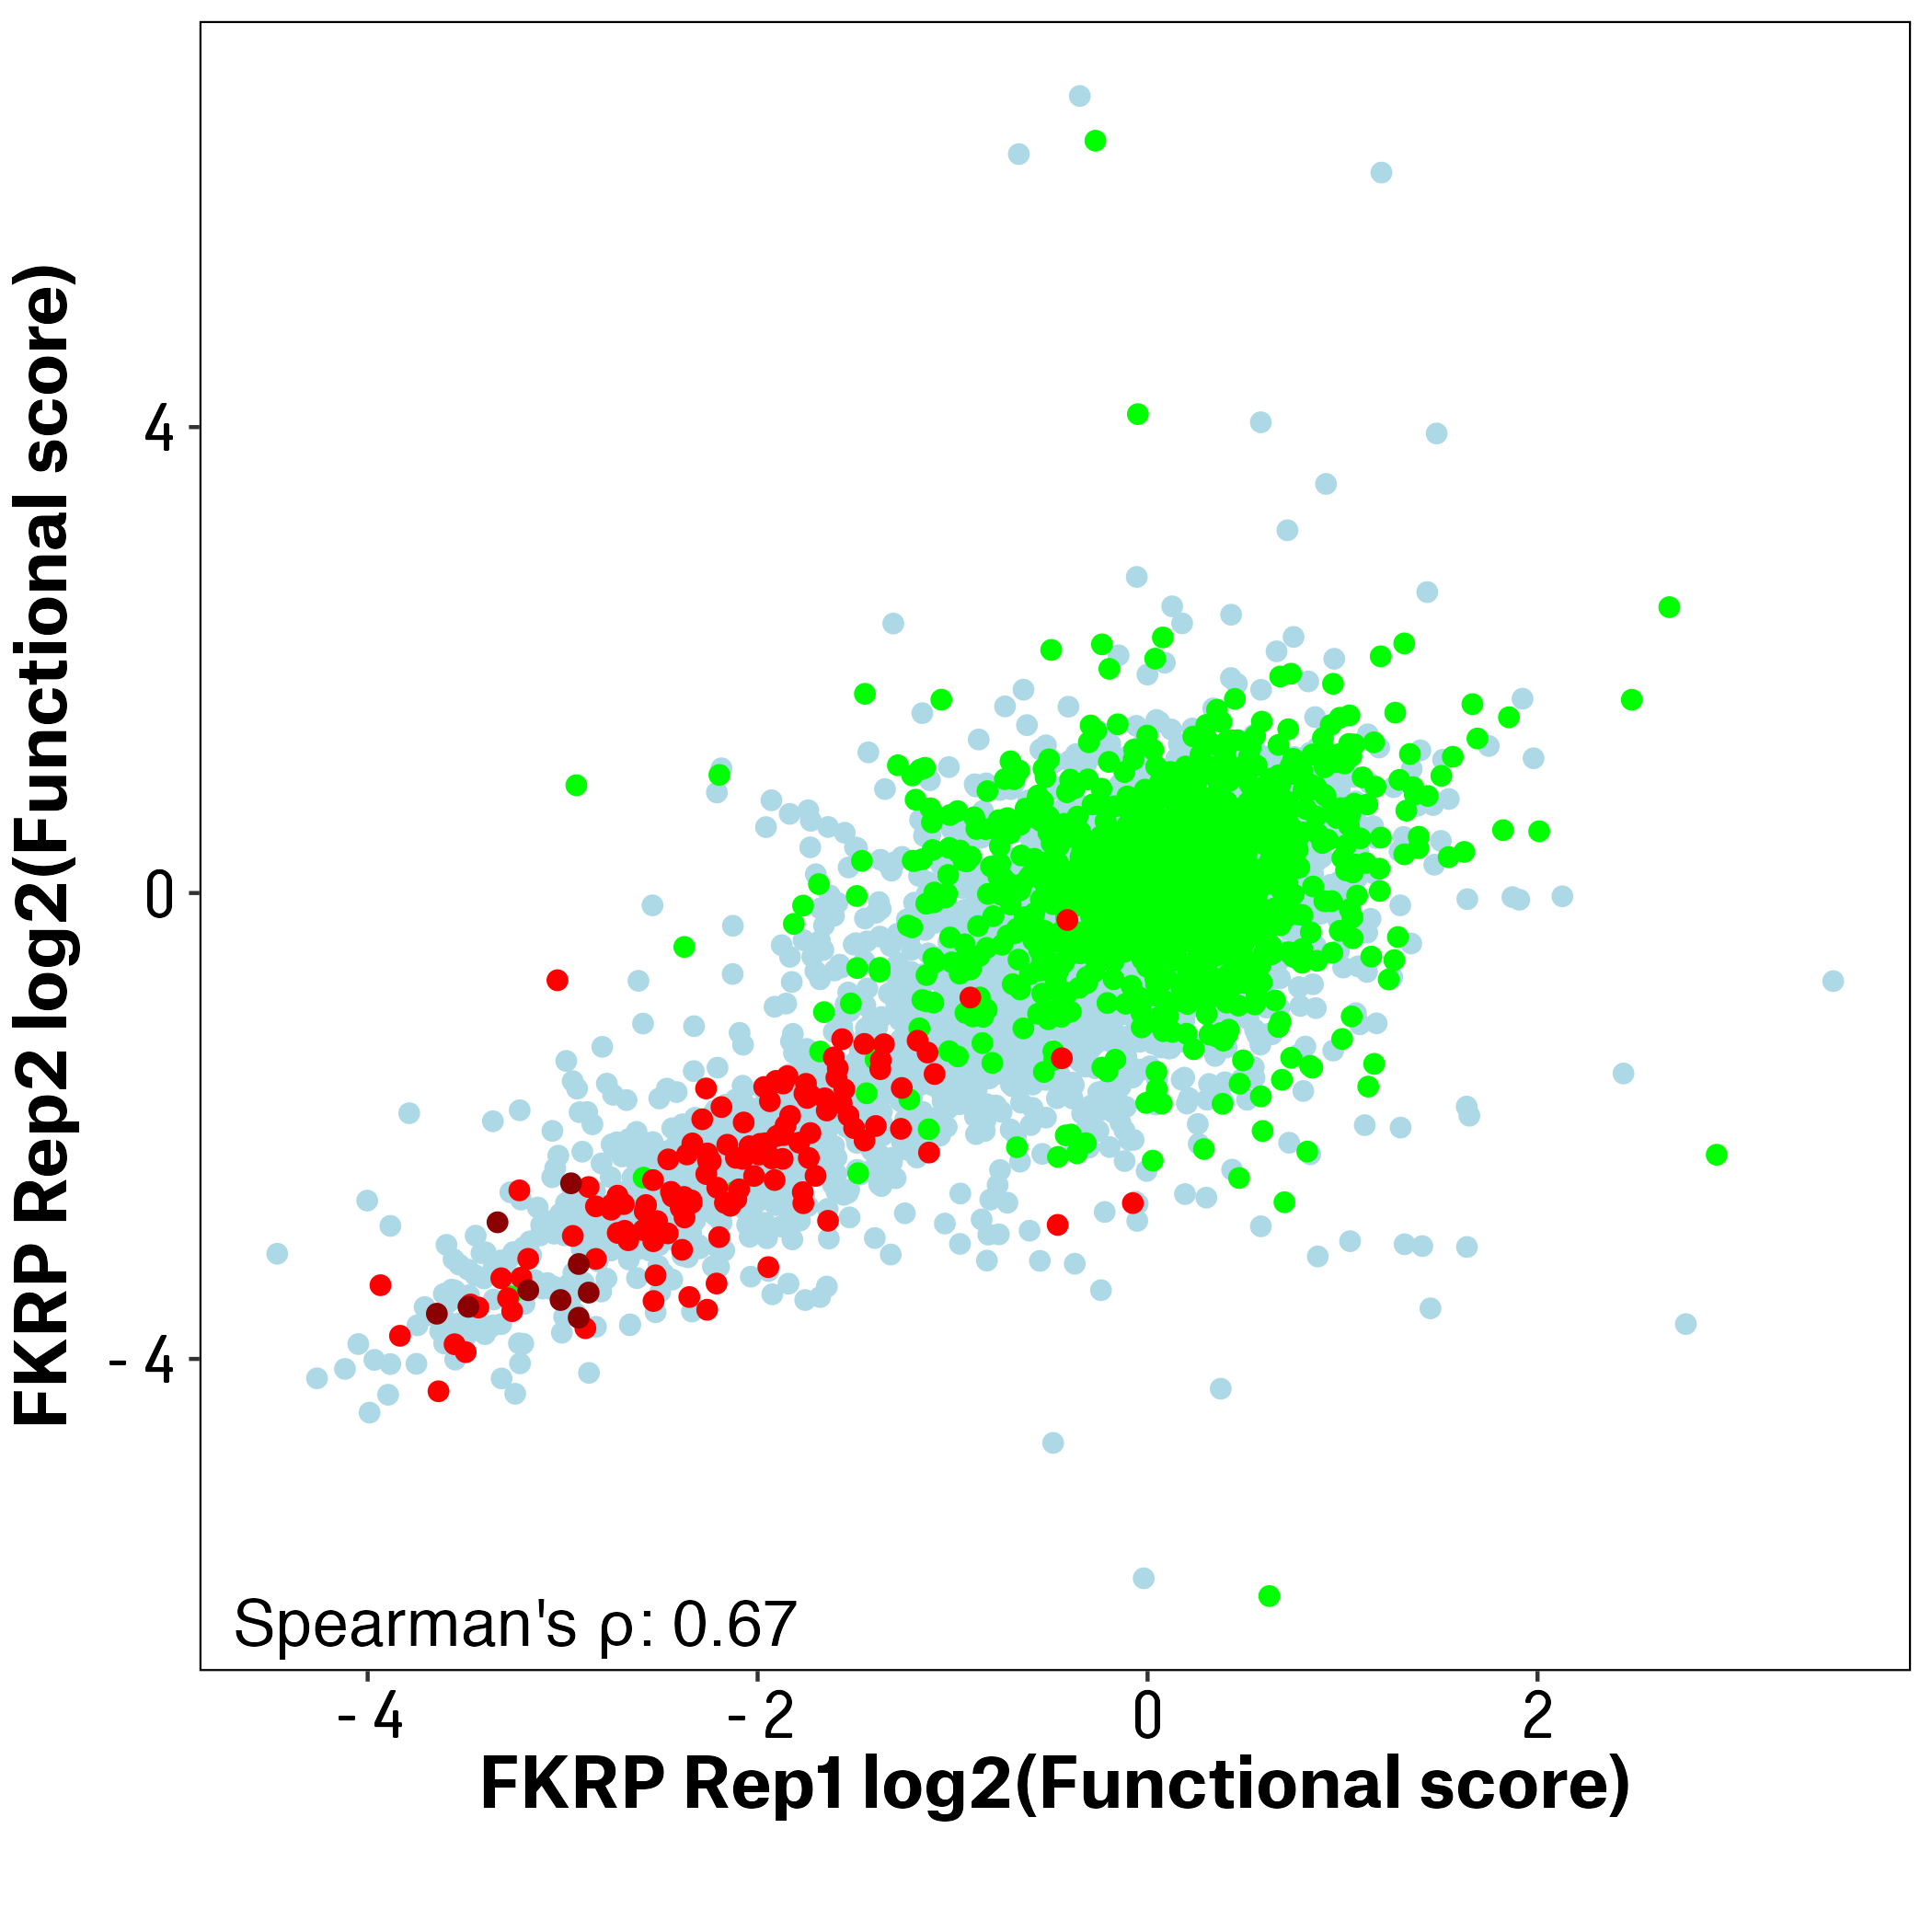 FKRP Rep2 log2(Functional score)
4
0
- 4
Spearman's ρ: 0.67
- 4 - 2 0 2
FKRP Rep1 log2(Functional score)